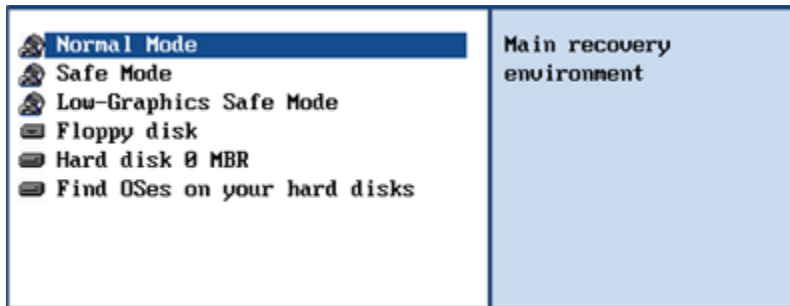 Normal Mode
Safe Mode
Low-Graphics Safe Mode
Floppy disk
Hard disk 0 MBR
Find OSes on your hard disks
Main recovery
environment